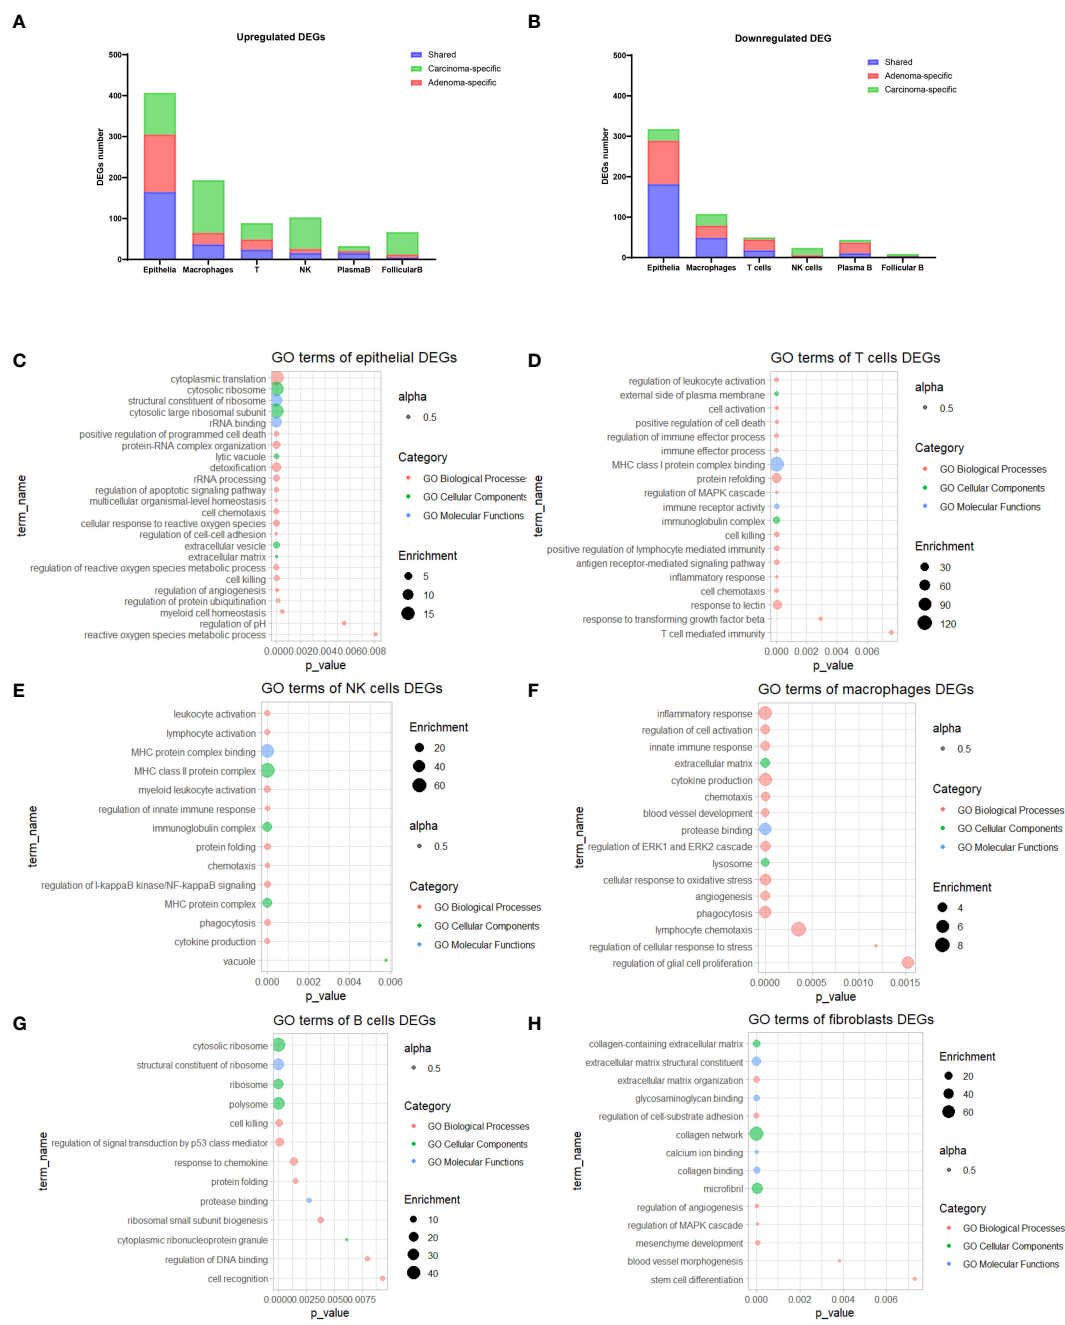 A
Upregulated DEGs
500
400
300
200
100
0
DEGs number
Shared
Carcinoma-specific
Adenoma-specific
Epithelia Macrophages T NK PlasmaB FollicularB
B
Downregulated DEG
500
400
300
200
100
0
DEGs number
Shared
Adenoma-specific
Carcinoma-specific
Epithelia Macrophages T cells NK cells Plasma B Follicular B
C
GO terms of epithelial DEGs
term_name
cytoplasmic translation
cytosolic ribosome
structural constituent of ribosome
cytosolic large ribosomal subunit
rRNA binding
positive regulation of programmed cell death
protein-RNA complex organization
lytic vacuole
detoxification
rRNA processing
regulation of apoptotic signaling pathway
multicellular organismal-level homeostasis
cell chemotaxis
cellular response to reactive oxygen species
regulation of cell-cell adhesion
extracellular vesicle
extracellular matrix
regulation of reactive oxygen species metabolic process
cell killing
regulation of angiogenesis
regulation of protein ubiquitination
myeloid cell homeostasis
regulation of pH
reactive oxygen species metabolic process
0.0000.0020.0040.0060.008
p_value
alpha
0.5
Category
GO Biological Processes
GO Cellular Components
GO Molecular Functions
Enrichment
5
10
15
D
GO terms of T cells DEGs
term_name
regulation of leukocyte activation
external side of plasma membrane
cell activation
positive regulation of cell death
regulation of immune effector process
immune effector process
MHC class I protein complex binding
protein refolding
regulation of MAPK cascade
immune receptor activity
immunoglobulin complex
cell killing
positive regulation of lymphocyte mediated immunity
antigen receptor-mediated signaling pathway
inflammatory response
cell chemotaxis
response to lectin
response to transforming growth factor beta
T cell mediated immunity
0.000 0.002 0.004 0.006
p_value
alpha
0.5
Category
GO Biological Processes
GO Cellular Components
GO Molecular Functions
Enrichment
30
60
90
120
E
GO terms of NK cells DEGs
term_name
leukocyte activation
lymphocyte activation
MHC protein complex binding
MHC class II protein complex
myeloid leukocyte activation
regulation of innate immune response
immunoglobulin complex
protein folding
chemotaxis
regulation of I-kappaB kinase/NF-kappaB signaling
MHC protein complex
phagocytosis
cytokine production
vacuole
0.000 0.002 0.004 0.006
p_value
Enrichment
20
40
60
alpha
0.5
Category
GO Biological Processes
GO Cellular Components
GO Molecular Functions
F
GO terms of macrophages DEGs
term_name
inflammatory response
regulation of cell activation
innate immune response
extracellular matrix
cytokine production
chemotaxis
blood vessel development
protease binding
regulation of ERK1 and ERK2 cascade
lysosome
cellular response to oxidative stress
angiogenesis
phagocytosis
lymphocyte chemotaxis
regulation of cellular response to stress
regulation of glial cell proliferation
0.0000 0.0005 0.0010 0.0015
p_value
alpha
0.5
Category
GO Biological Processes
GO Cellular Components
GO Molecular Functions
Enrichment
4
6
8
G
GO terms of B cells DEGs
term_name
cytosolic ribosome
structural constituent of ribosome
ribosome
polysome
cell killing
regulation of signal transduction by p53 class mediator
response to chemokine
protein folding
protease binding
ribosomal small subunit biogenesis
cytoplasmic ribonucleoprotein granule
regulation of DNA binding
cell recognition
0.00000.00250.00500.0075
p_value
alpha
0.5
Category
GO Biological Processes
GO Cellular Components
GO Molecular Functions
Enrichment
10
20
30
40
H
GO terms of fibroblasts DEGs
term_name
collagen-containing extracellular matrix
extracellular matrix structural constituent
extracellular matrix organization
glycosaminoglycan binding
regulation of cell-substrate adhesion
collagen network
calcium ion binding
collagen binding
microfibril
regulation of angiogenesis
regulation of MAPK cascade
mesenchyme development
blood vessel morphogenesis
stem cell differentiation
0.000 0.002 0.004 0.006
p_value
Enrichment
20
40
60
alpha
0.5
Category
GO Biological Processes
GO Cellular Components
GO Molecular Functions